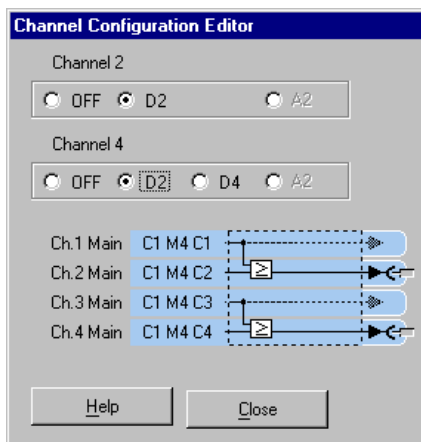 Channel Configuration Editor
Channel 2
OFF D2 A2
Channel 4
OFF D2 D4 A2
Ch.1 Main C1 M4 C1
Ch.2 Main C1 M4 C2
≥
Ch.3 Main C1 M4 C3
Ch.4 Main C1 M4 C4
≥
Help Close